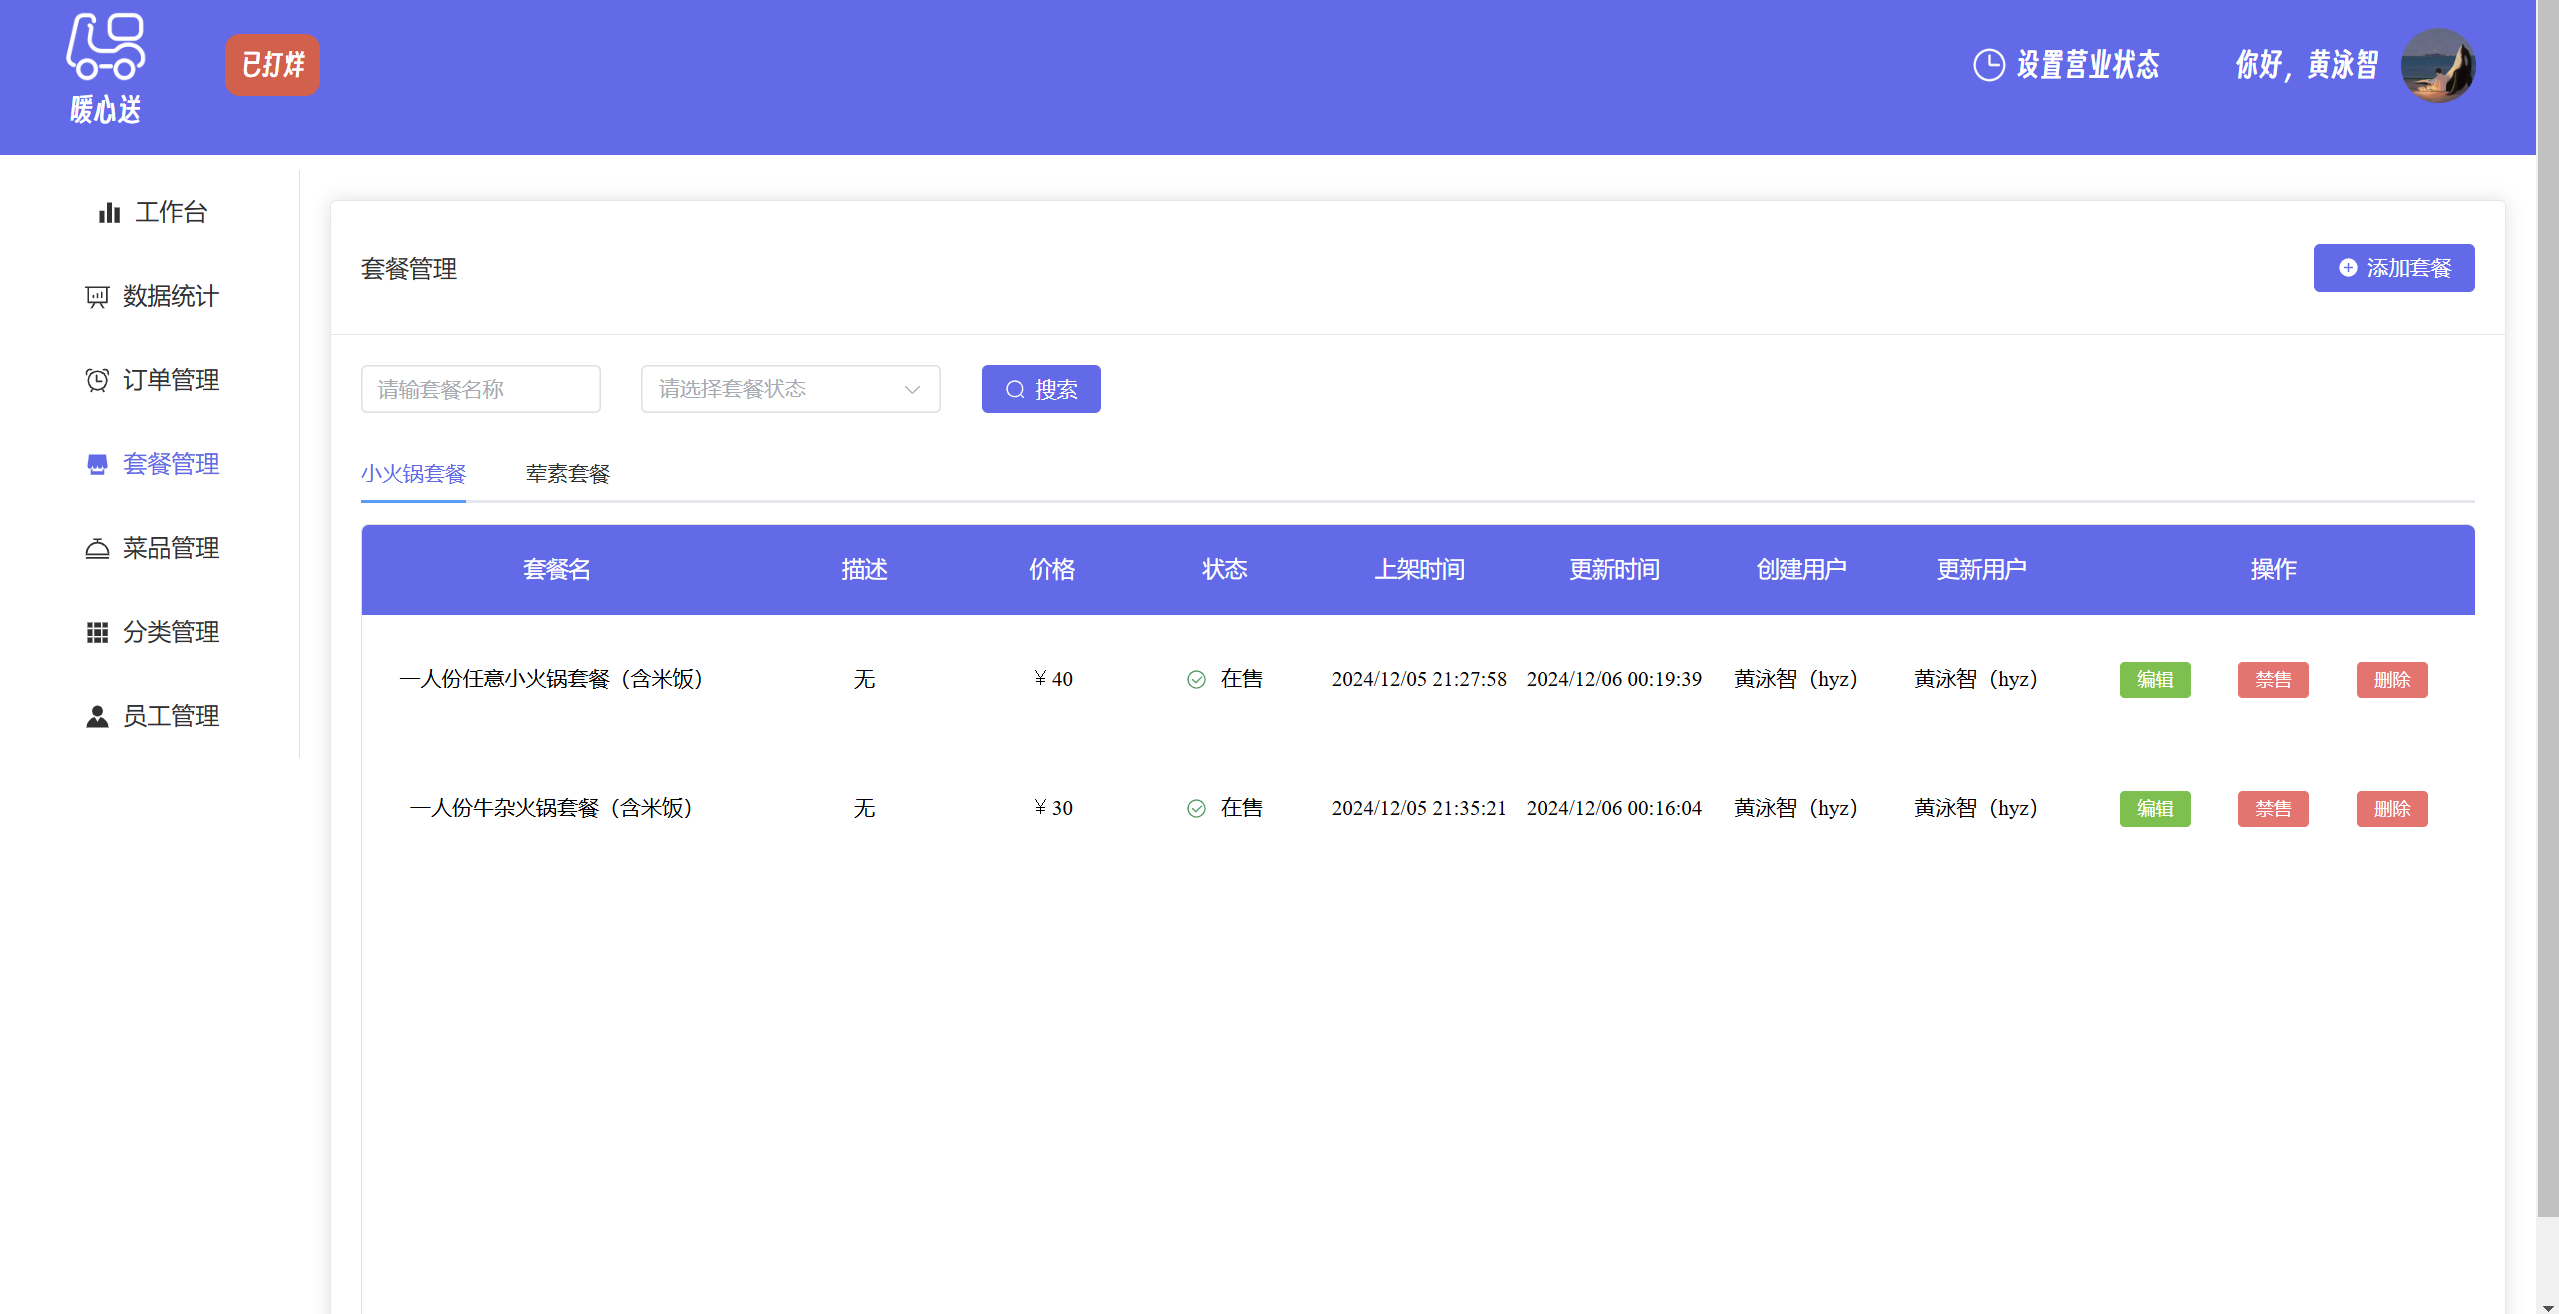 暖心送
已打烊
设置营业状态
你好，黄泳智
工作台
数据统计
订单管理
套餐管理
菜品管理
分类管理
员工管理
套餐管理
添加套餐
请输套餐名称
请选择套餐状态
搜索
小火锅套餐 荤素套餐
套餐名 描述 价格 状态 上架时间 更新时间 创建用户 更新用户 操作
一人份任意小火锅套餐（含米饭） 无 ￥40 在售 2024/12/05 21:27:58 2024/12/06 00:19:39 黄泳智（hyz） 黄泳智（hyz） 编辑 禁售 删除
一人份牛杂火锅套餐（含米饭） 无 ￥30 在售 2024/12/05 21:35:21 2024/12/06 00:16:04 黄泳智（hyz） 黄泳智（hyz） 编辑 禁售 删除